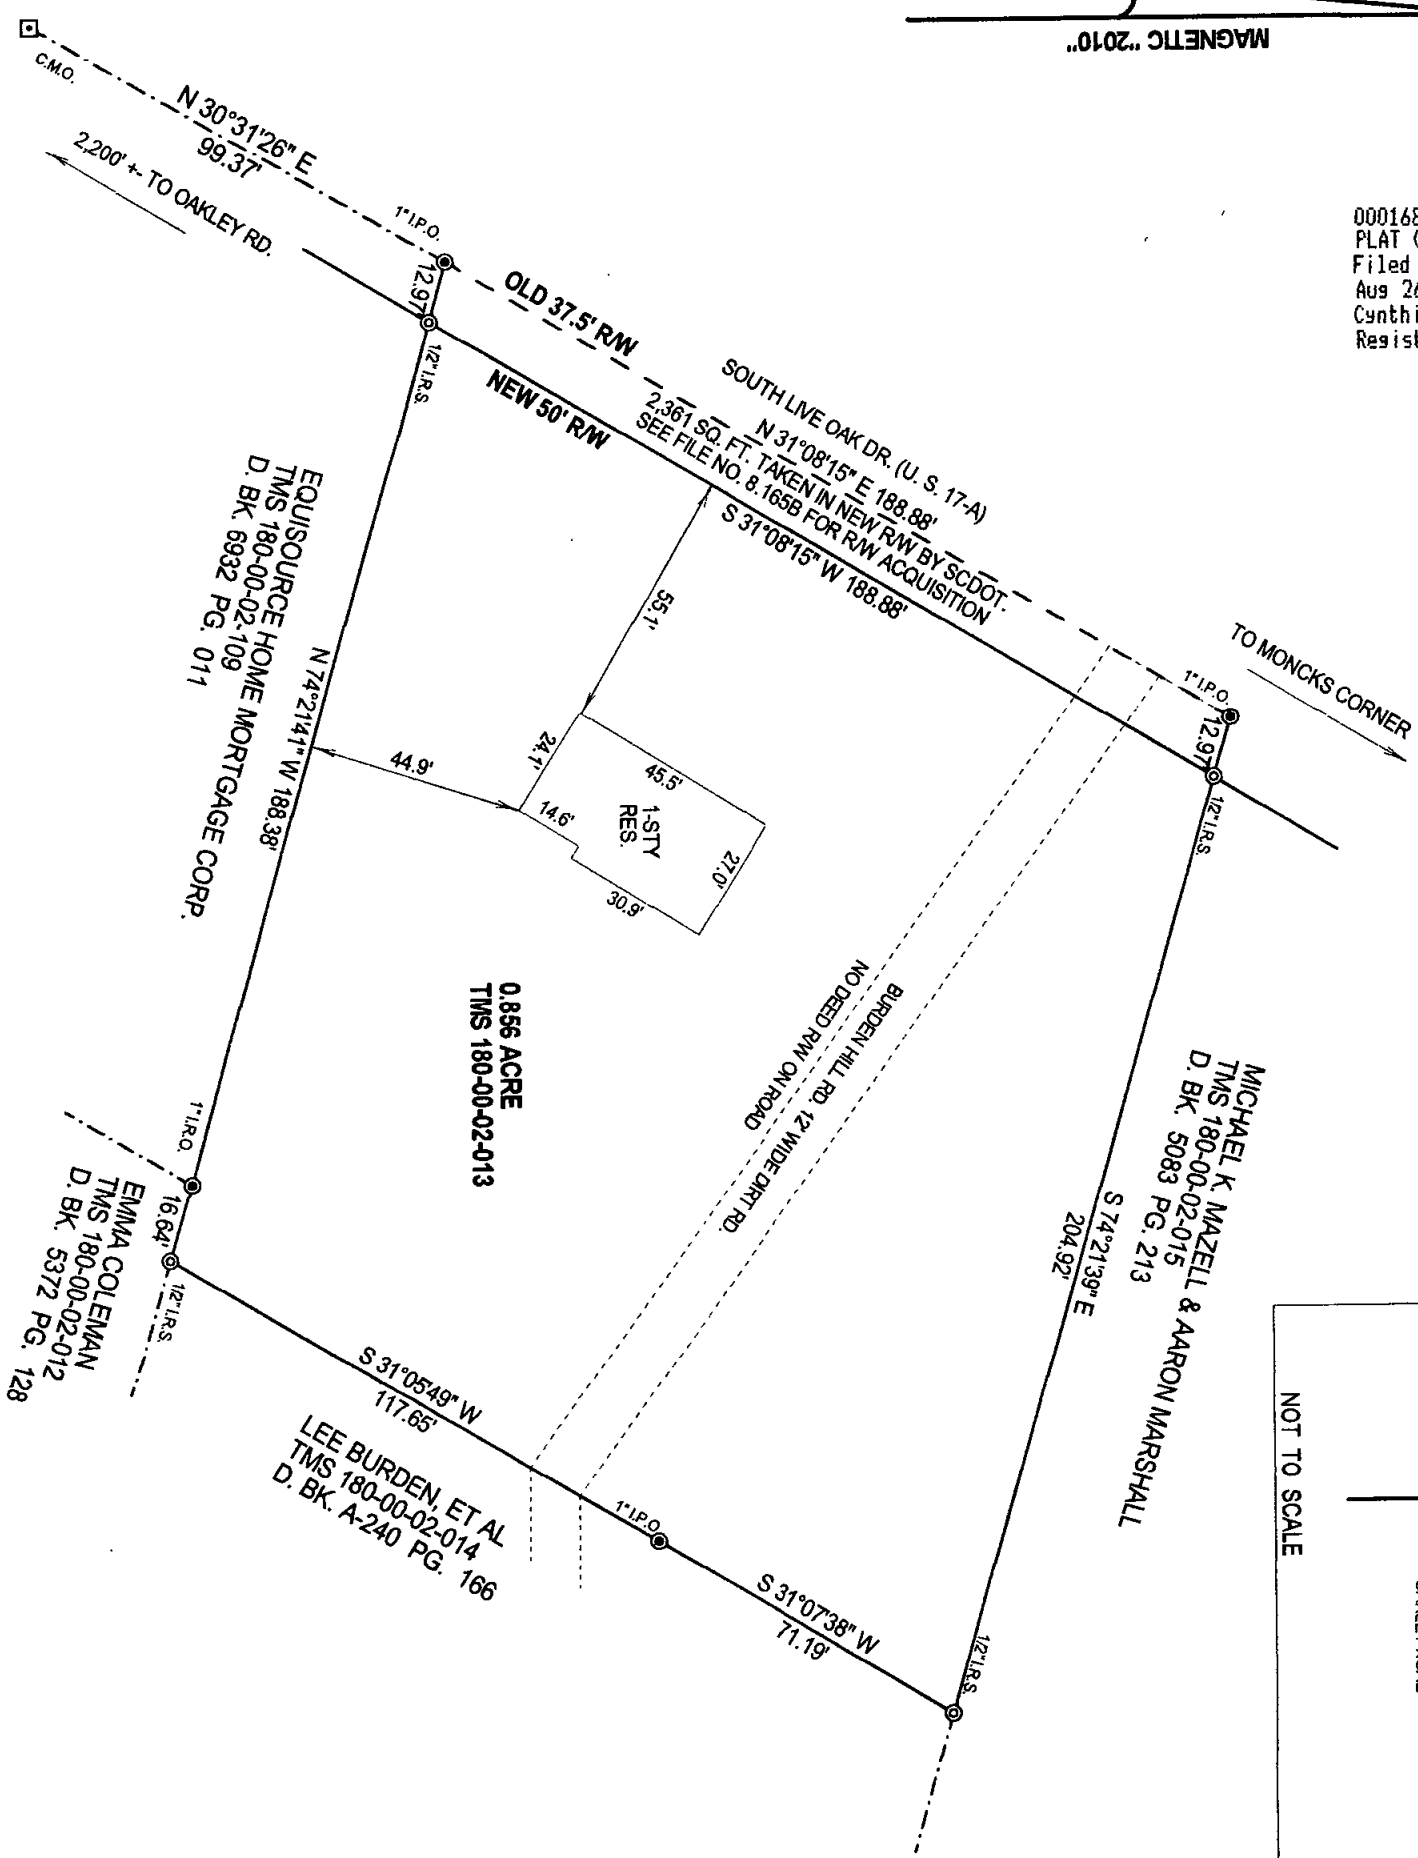 MAGNETIC "2010"
C.M.O.
N 30°31'26" E
99.37'
2,200' +- TO OAKLEY RD.
1" I.P.O.
12.97'
1/2" I.R.S.
OLD 37.5' R/W
NEW 50' R/W
SOUTH LIVE OAK DR. (U. S. 17-A)
N 31°08'15" E 188.88'
2,361 SQ. FT. TAKEN IN NEW R/W BY SCDOT.
SEE FILE NO. 8.165B FOR R/W ACQUISITION
S 31°08'15" W 188.88'
TO MONCKS CORNER
1" I.P.O.
12.97'
1/2" I.R.S.
000168
PLAT (
Filed
Aug 26
Cynthi
Regist
EQUISOURCE HOME MORTGAGE CORP.
TMS 180-00-02-109
D. BK. 6932 PG. 011
N 74°21'41" W 188.38'
55.1'
44.9'
24.1'
45.5'
14.6'
1-STY
RES.
27.0'
30.9'
BURDEN HILL RD. 12' WIDE DIRT RD.
NO DEED R/W ON ROAD
0.856 ACRE
TMS 180-00-02-013
MICHAEL K. MAZELL & AARON MARSHALL
TMS 180-00-02-015
D. BK. 5083 PG. 213
S 74°21'39" E
204.92'
1" I.R.O.
16.64'
1/2" I.R.S.
EMMA COLEMAN
TMS 180-00-02-012
D. BK. 5372 PG. 128
S 31°05'49" W
117.65'
LEE BURDEN, ET AL
TMS 180-00-02-014
D. BK. A-240 PG. 166
1" I.P.O.
S 31°07'38" W
71.19'
1/2" I.R.S.
NOT TO SCALE